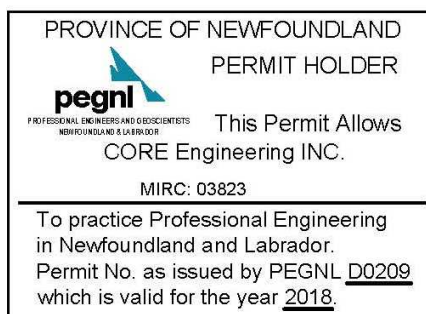 PROVINCE OF NEWFOUNDLAND
PERMIT HOLDER
pegnl
PROFESSIONAL ENGINEERS AND GEOSCIENTISTS
NEWFOUNDLAND & LABRADOR
This Permit Allows
CORE Engineering INC.
MIRC: 03823
To practice Professional Engineering
in Newfoundland and Labrador.
Permit No. as issued by PEGNL D0209
which is valid for the year 2018.